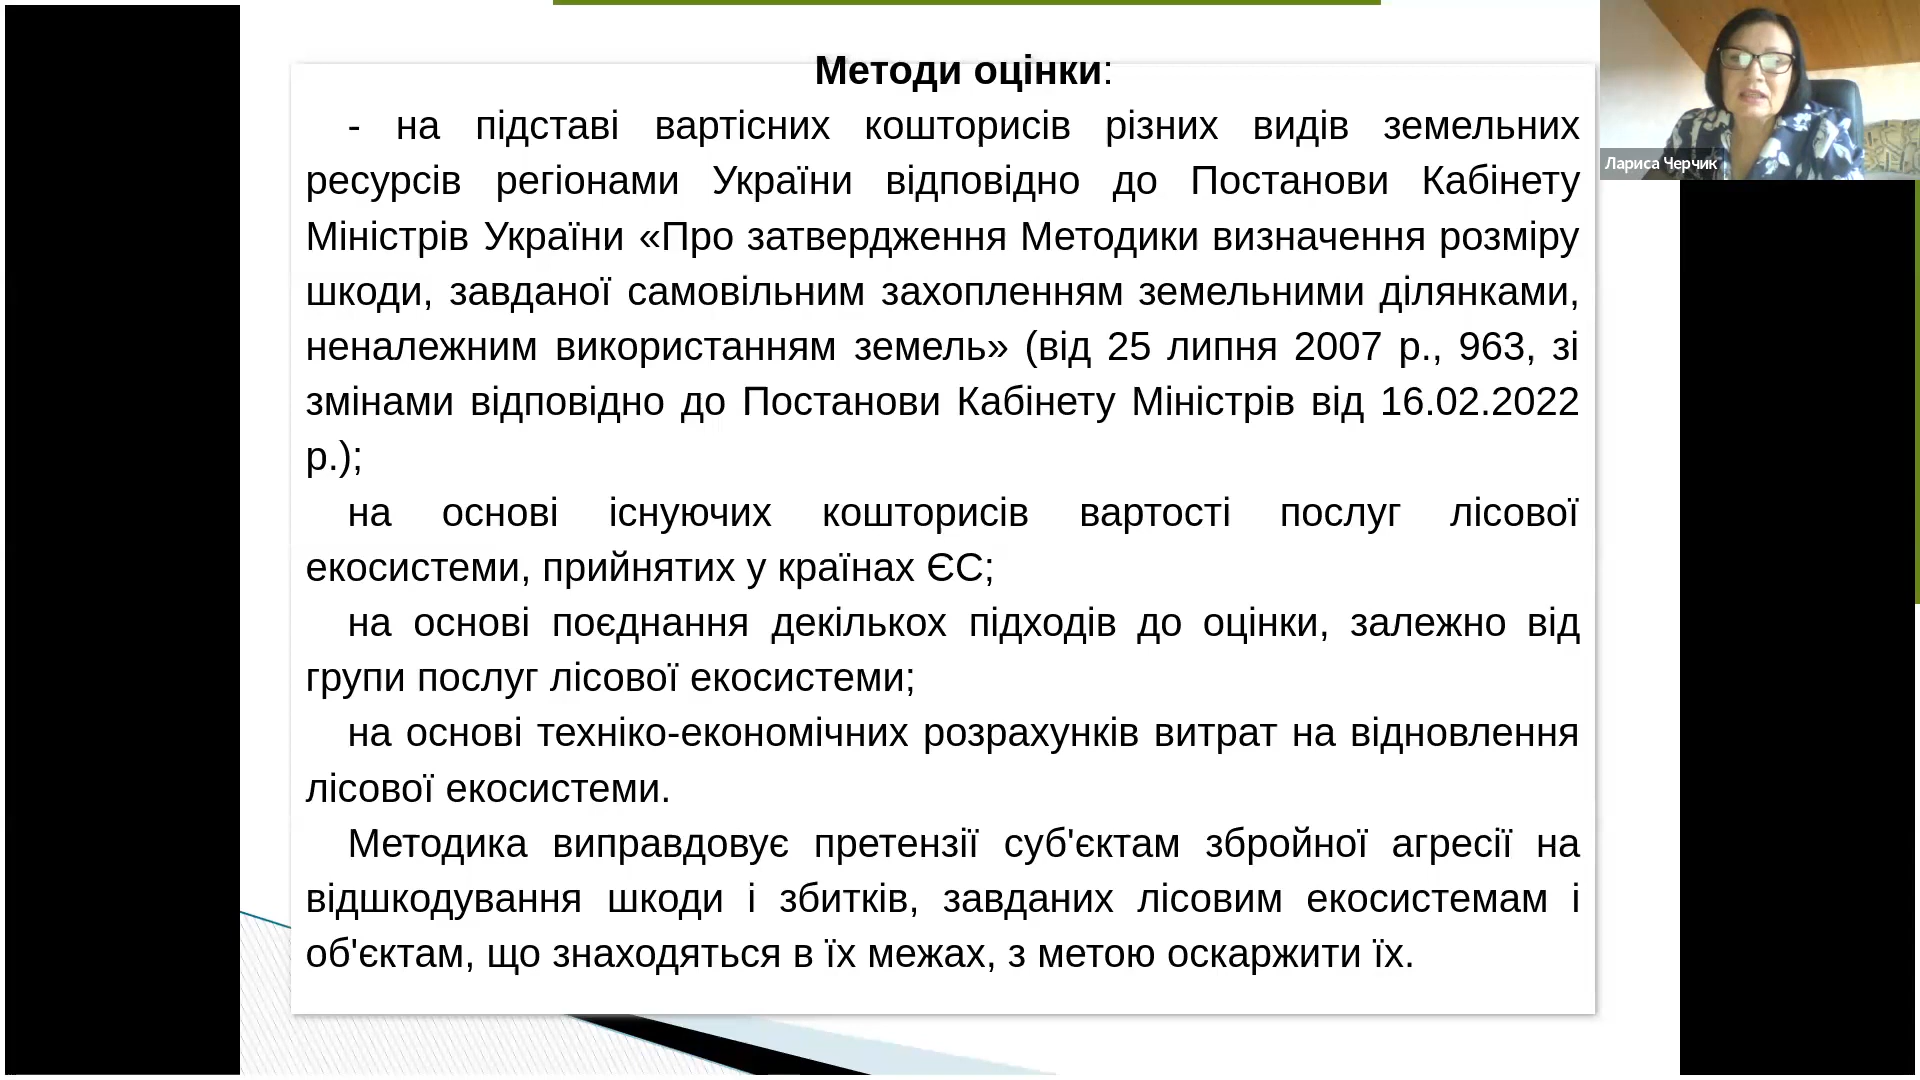 Методи оцінки:
- на підставі вартісних кошторисів різних видів земельних
ресурсів регіонами України відповідно до Постанови Кабінету
Міністрів України «Про затвердження Методики визначення розміру
шкоди, завданої самовільним захопленням земельними ділянками,
неналежним використанням земель» (від 25 липня 2007 р., 963, зі
змінами відповідно до Постанови Кабінету Міністрів від 16.02.2022
р.);
на основі існуючих кошторисів вартості послуг лісової
екосистеми, прийнятих у країнах ЄС;
на основі поєднання декількох підходів до оцінки, залежно від
групи послуг лісової екосистеми;
на основі техніко-економічних розрахунків витрат на відновлення
лісової екосистеми.
Методика виправдовує претензії суб'єктам збройної агресії на
відшкодування шкоди і збитків, завданих лісовим екосистемам і
об'єктам, що знаходяться в їх межах, з метою оскаржити їх.
Лариса Черчик